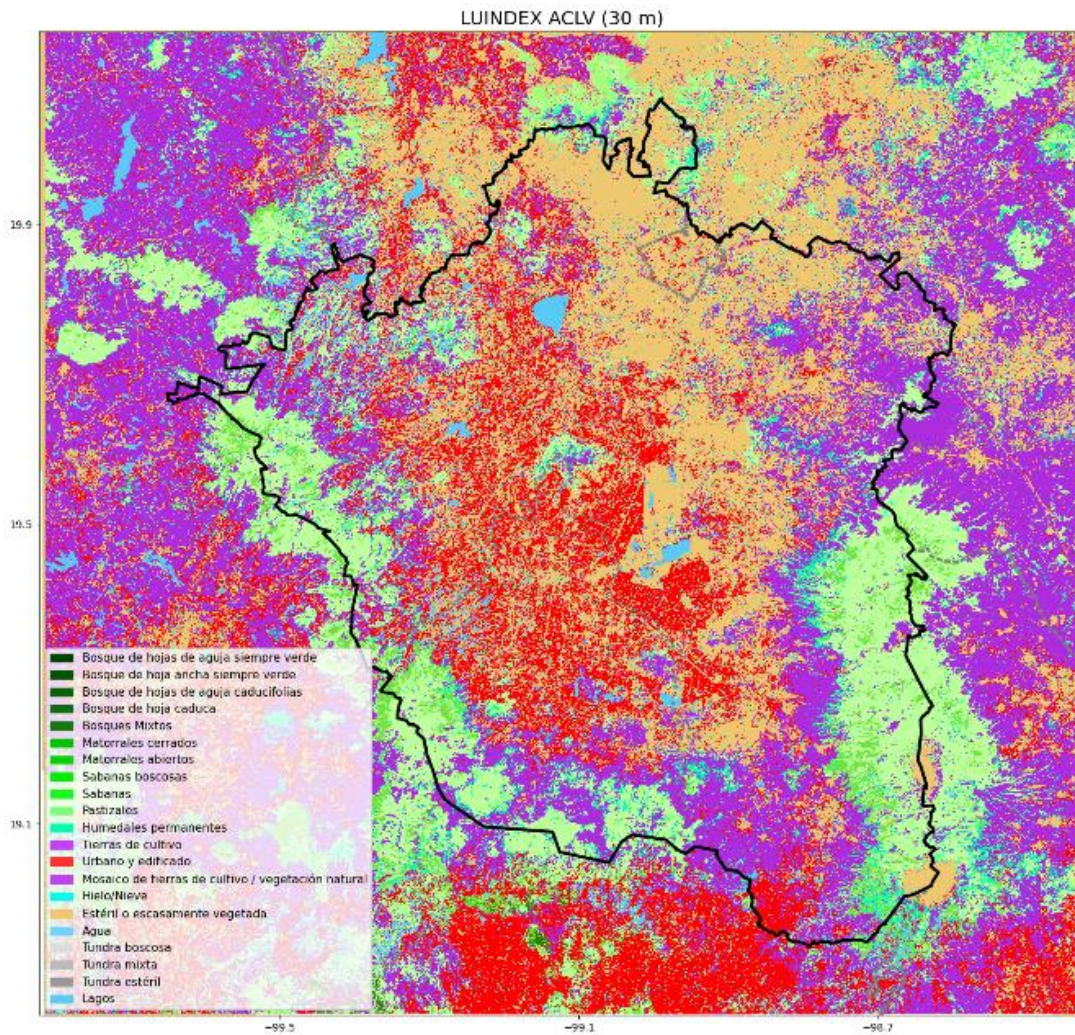 LUINDEX ACLV (30 m)
19.9
19.5
19.1
Bosque de hojas de aguja siempre verde
Bosque de hoja ancha siempre verde
Bosque de hojas de aguja caducifolias
Bosque de hoja caduca
Bosques Mixtos
Matorrales cerrados
Matorrales abiertos
Sabanas boscosas
Sabanas
Pastizales
Humedales permanentes
Tierras de cultivo
Urbano y edificado
Mosaico de tierras de cultivo / vegetación natural
Hielo/Nieve
Estéril o escasamente vegetada
Agua
Tundra boscosa
Tundra mixta
Tundra estéril
Lagos
−99.5
−99.1
−98.7